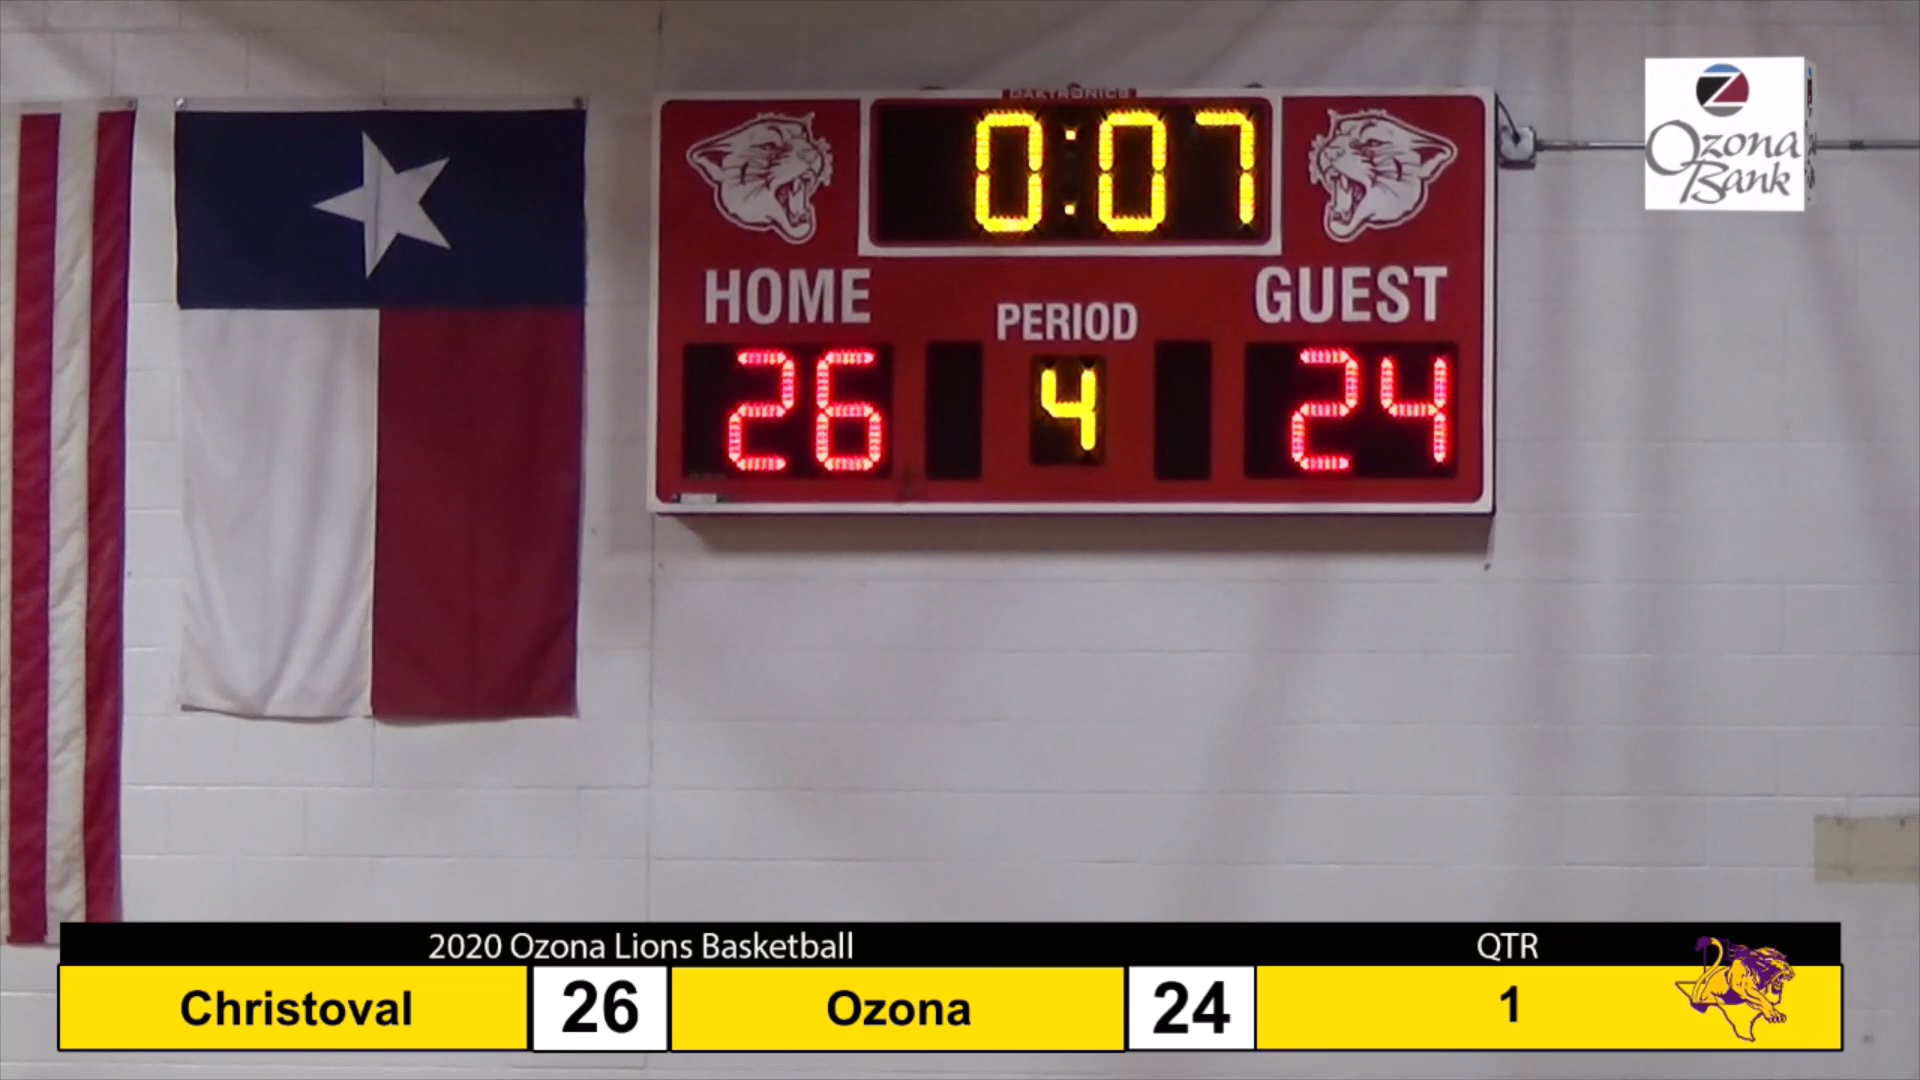 DAKTRONICS
0:07
HOME
PERIOD
GUEST
26
4
24
Ozona
Bank
2020 Ozona Lions Basketball
QTR
Christoval
26
Ozona
24
1